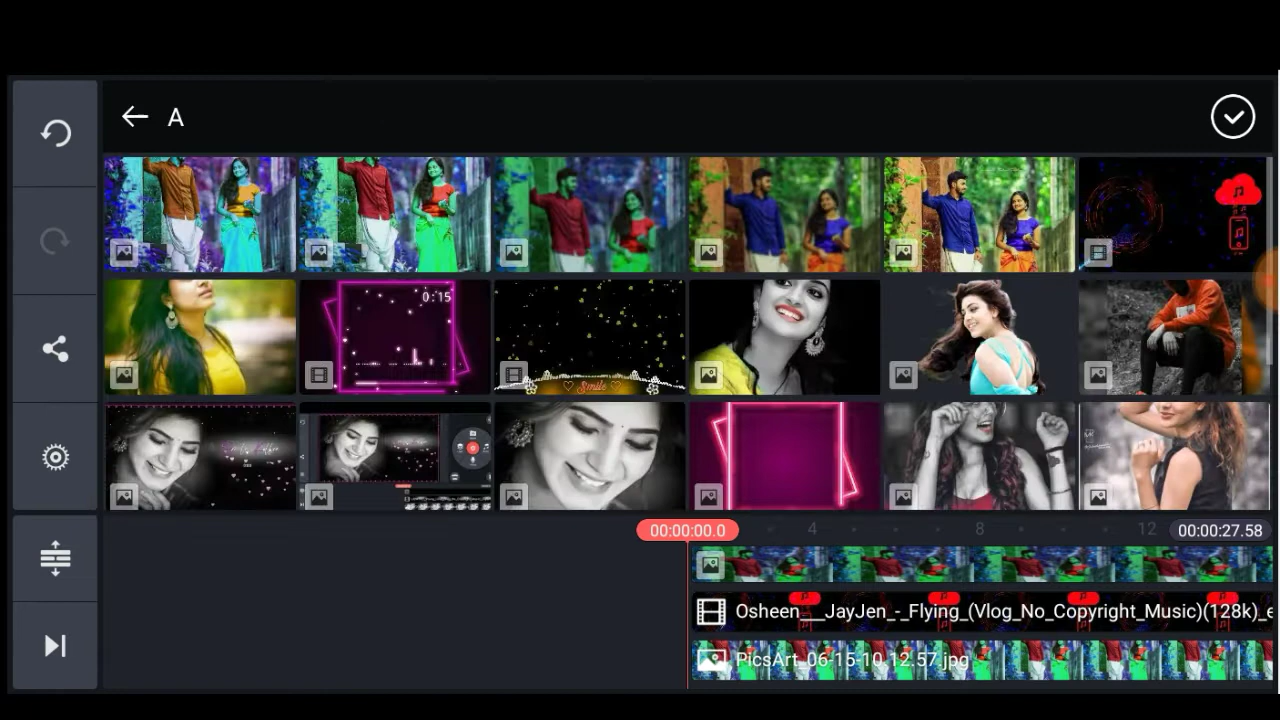 A
0:15
Smile
00:00:00.0
4
8
12
00:00:27.58
Osheen___JayJen_-_Flying_(Vlog_No_Copyright_Music)(128k)_e
PicsArt_06-15-10.12.57.jpg